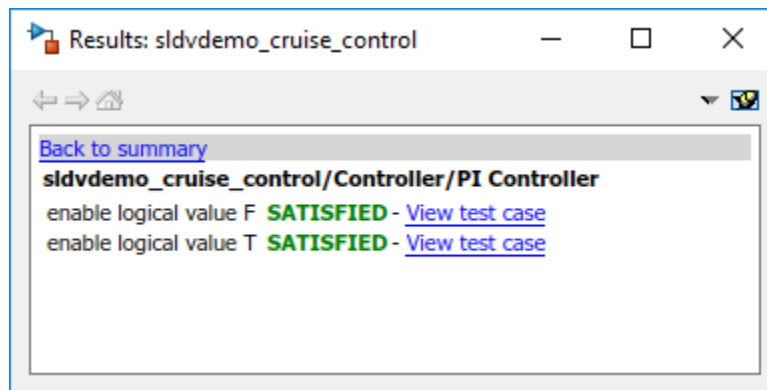 Results: sldvdemo_cruise_control
Back to summary
sldvdemo_cruise_control/Controller/PI Controller
enable logical value F SATISFIED - View test case
enable logical value T SATISFIED - View test case